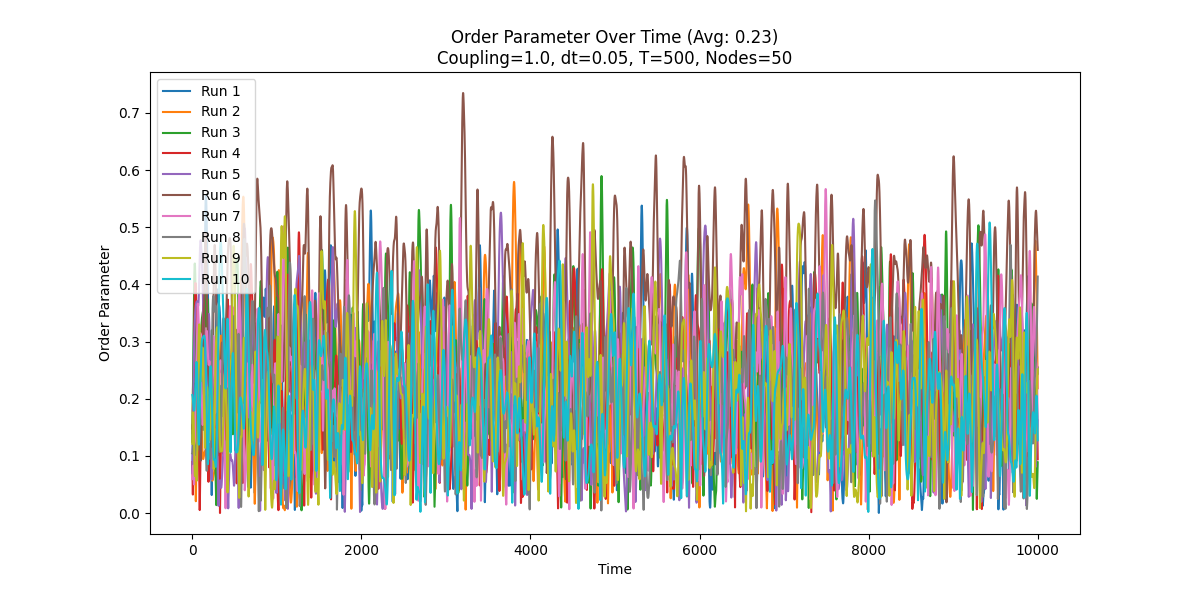 Order Parameter Over Time (Avg: 0.23)
Coupling=1.0, dt=0.05, T=500, Nodes=50
Run 1
Run 2
Run 3
Run 4
Run 5
Run 6
Run 7
Run 8
Run 9
Run 10
Order Parameter
0.7
0.6
0.5
0.4
0.3
0.2
0.1
0.0
0 2000 4000 6000 8000 10000
Time